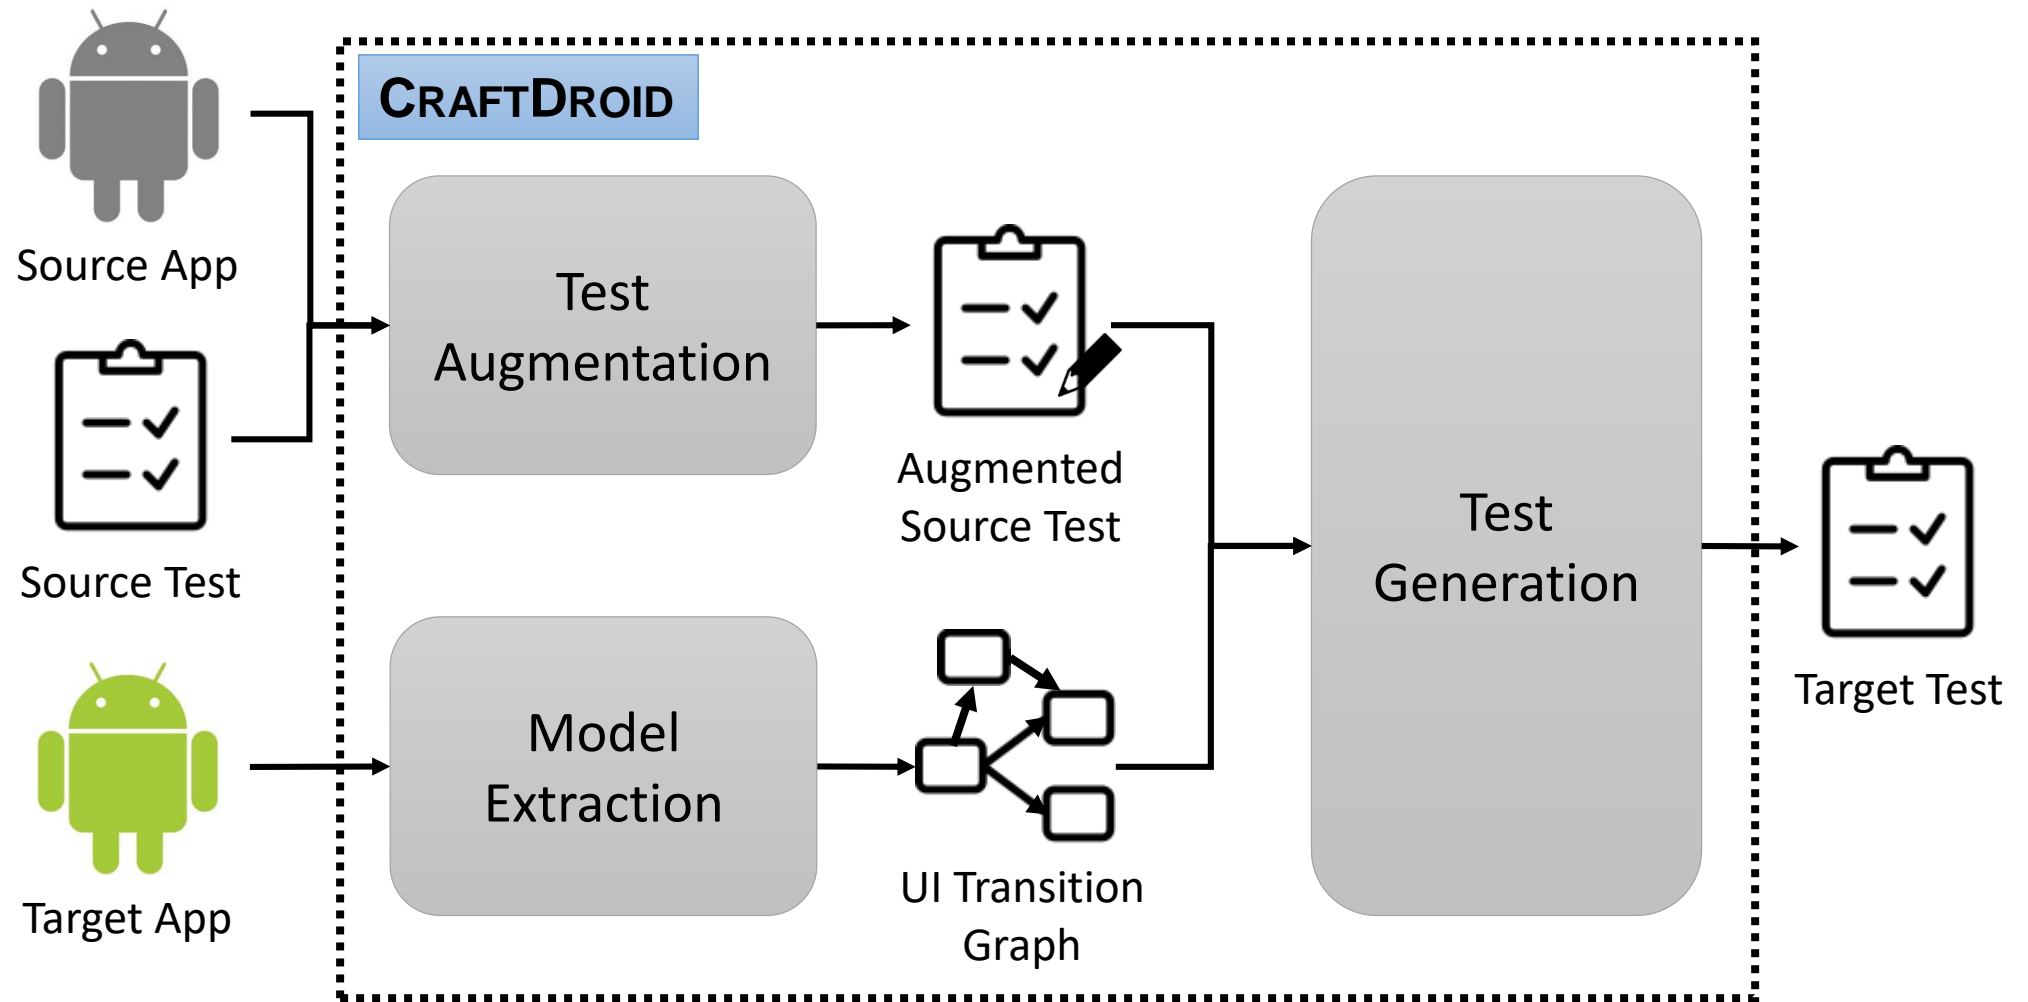 CRAFTDROID
Source App
Test
Augmentation
Augmented
Source Test
Source Test
Test
Generation
Target Test
Model
Extraction
UI Transition
Graph
Target App